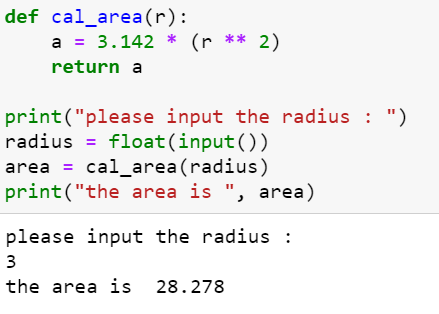 def cal_area(r):
    a = 3.142 * (r ** 2)
    return a
print("please input the radius : ")
radius = float(input())
area = cal_area(radius)
print("the area is ", area)
please input the radius :
3
the area is  28.278